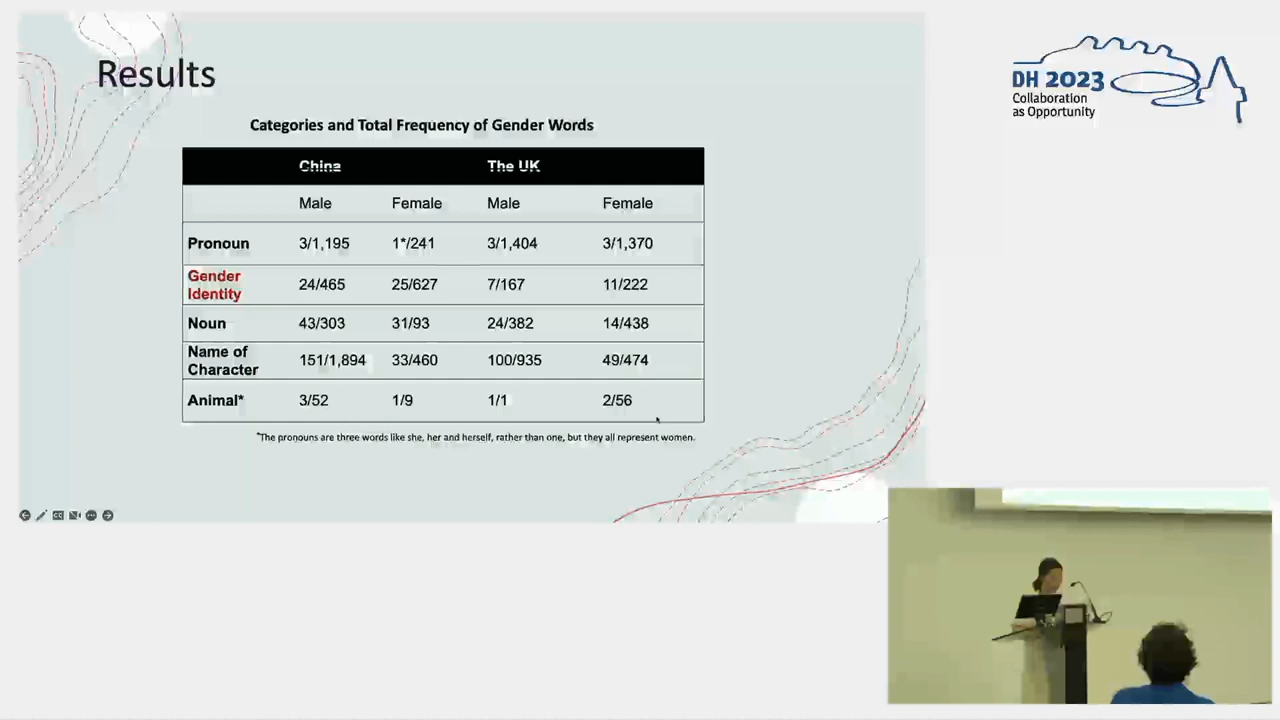 Results
Categories and Total Frequency of Gender Words
China The UK
Male Female Male Female
Pronoun 3/1,195 1*/241 3/1,404 3/1,370
Gender
Identity 24/465 25/627 7/167 11/222
Noun 43/303 31/93 24/382 14/438
Name of
Character 151/1,894 33/460 100/935 49/474
Animal* 3/52 1/9 1/1 2/56
*The pronouns are three words like she, her and herself, rather than one, but they all represent women.
DH 2023
Collaboration
as Opportunity